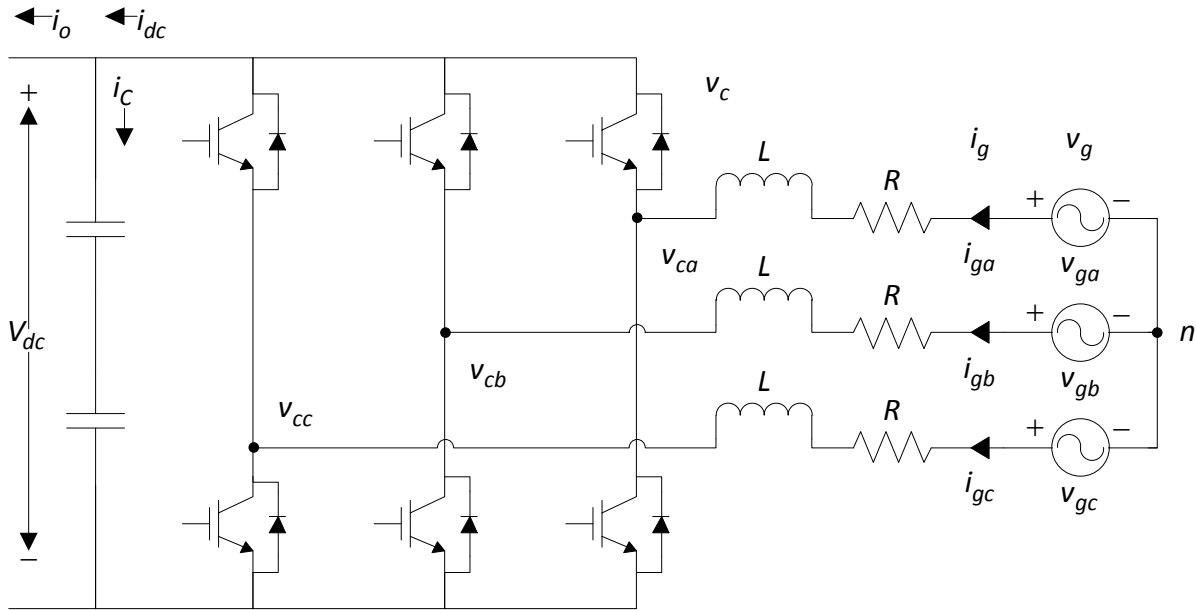 i_o i_dc
+ i_C v_c
L i_g v_g
R + −
v_ca i_ga v_ga
L
R + −
V_dc n
v_cb i_gb v_gb
L
v_cc R + −
i_gc v_gc
−